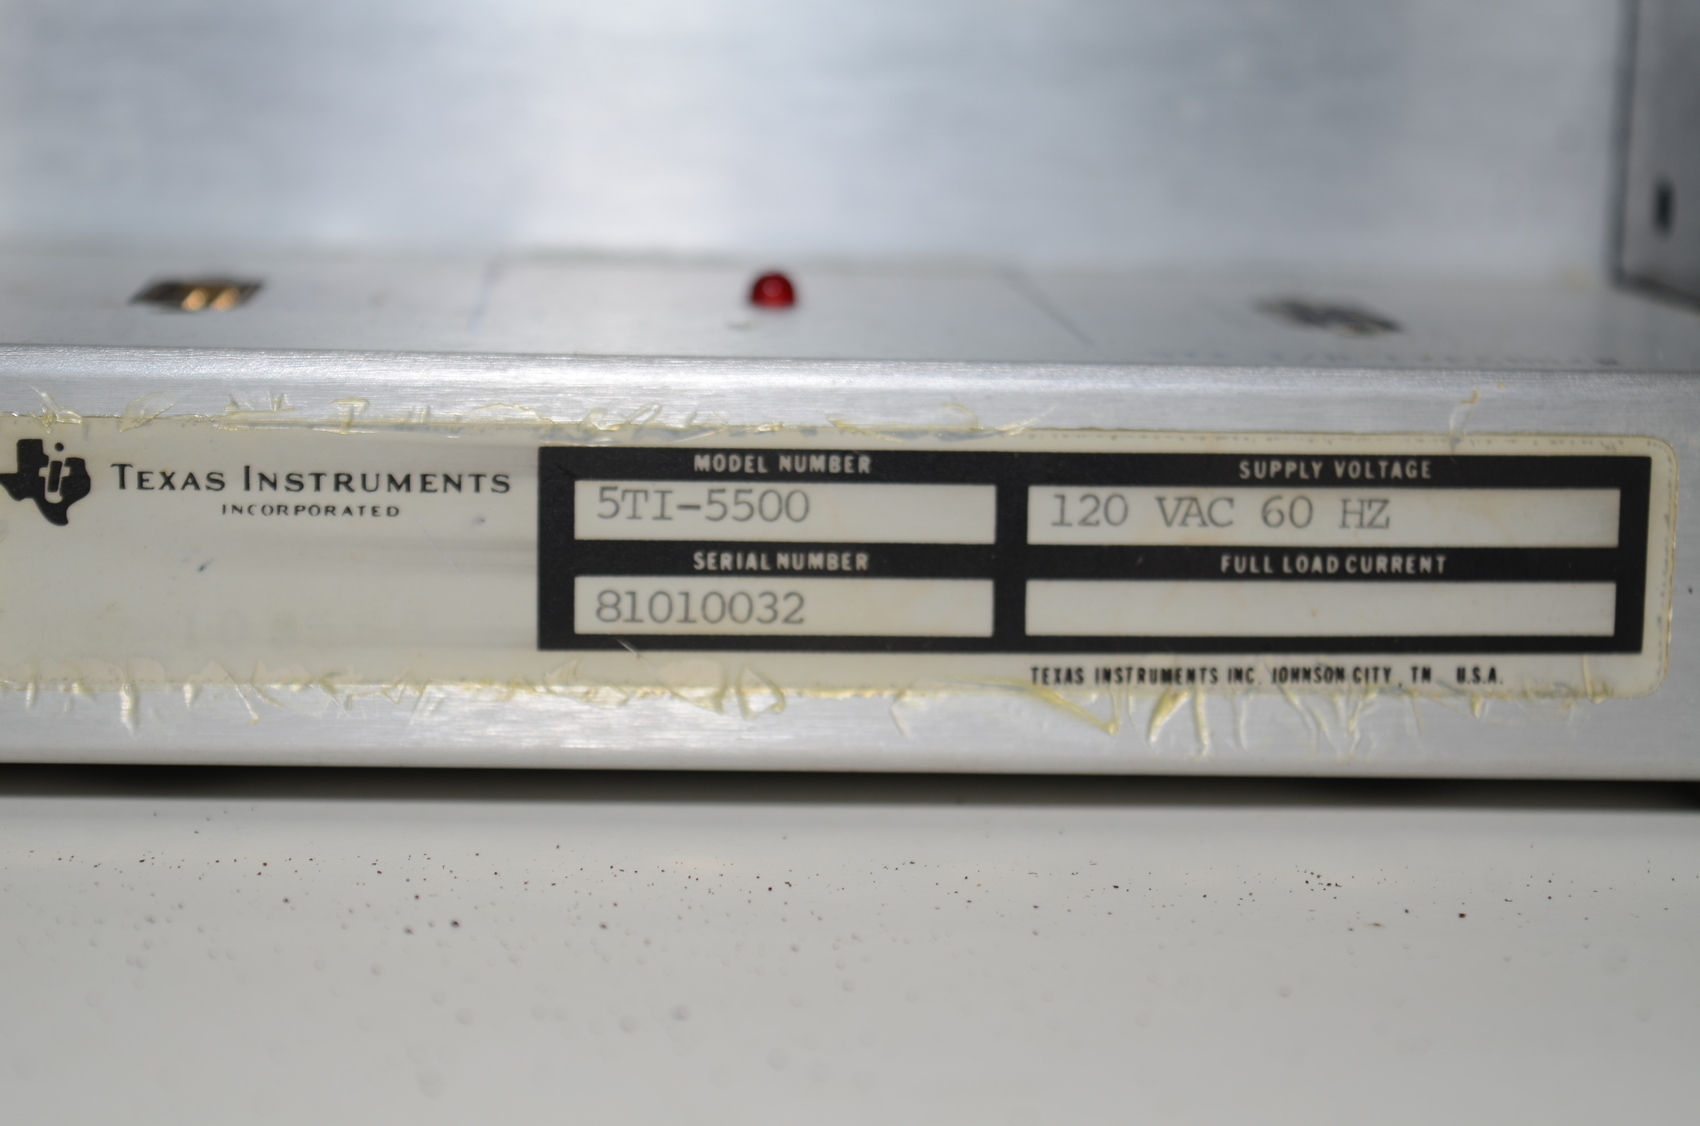 TEXAS INSTRUMENTS
INCORPORATED
MODEL NUMBER
5TI-5500
SERIAL NUMBER
81010032
SUPPLY VOLTAGE
120 VAC 60 HZ
FULL LOAD CURRENT
TEXAS INSTRUMENTS INC. JOHNSON CITY, TN. U.S.A.